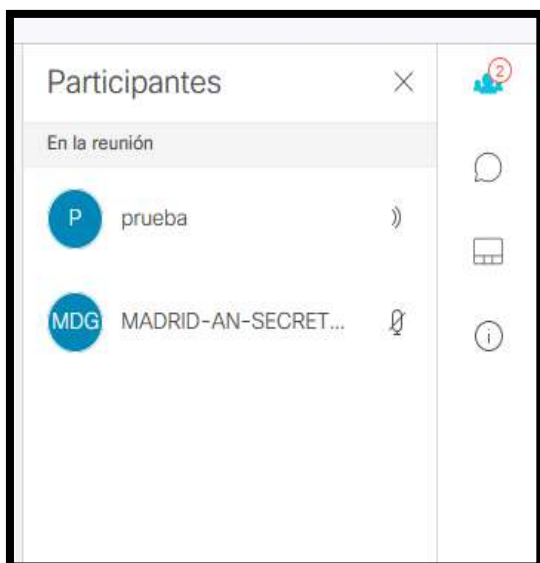 Participantes
2
En la reunión
P prueba
MDG MADRID-AN-SECRET...
i